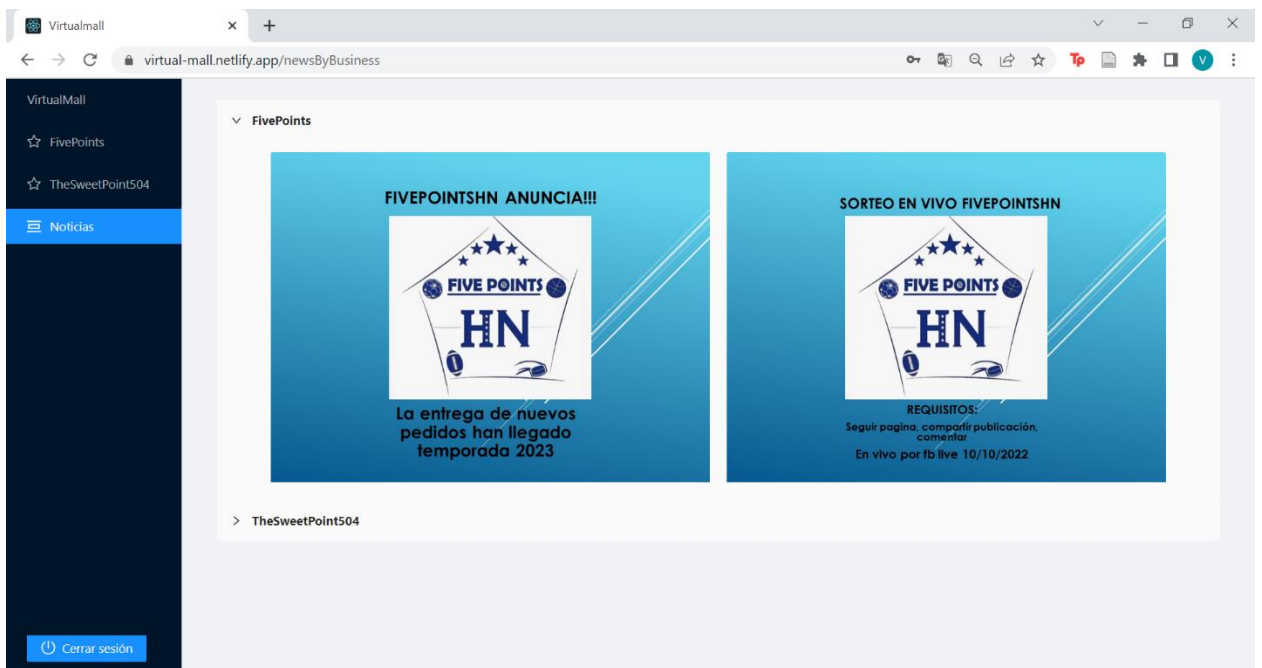 Virtualmall
virtual-mall.netlify.app/newsByBusiness
Tp
V
VirtualMall
FivePoints
TheSweetPoint504
Noticias
Cerrar sesión
FivePoints
FIVEPOINTSHN ANUNCIA!!!
FIVE POINTS
HN
La entrega de nuevos
pedidos han llegado
temporada 2023
SORTEO EN VIVO FIVEPOINTSHN
FIVE POINTS
HN
REQUISITOS:
Seguir pagina, compartir publicación,
comentar
En vivo por fb live 10/10/2022
TheSweetPoint504